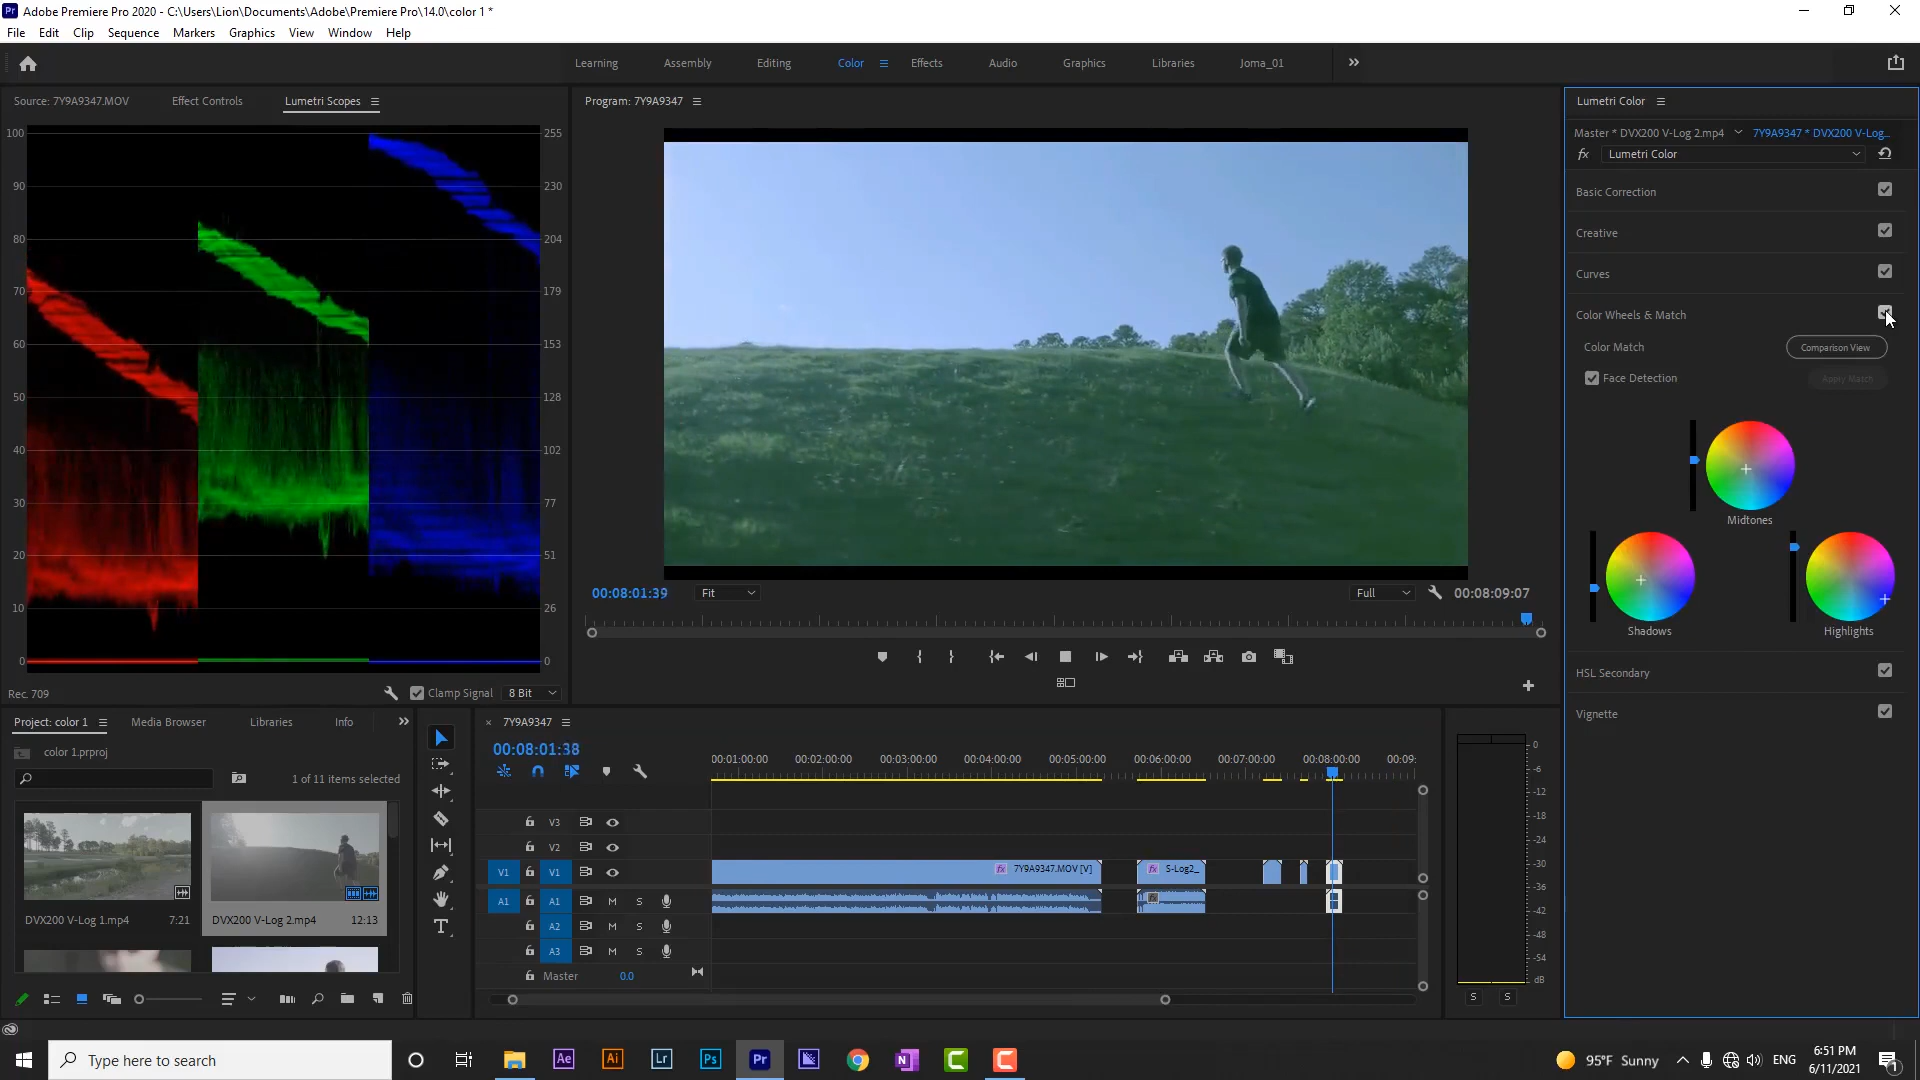 Pr Adobe Premiere Pro 2020 - C:\Users\Lion\Documents\Adobe\Premiere Pro\14.0\color 1 *
File Edit Clip Sequence Markers Graphics View Window Help
Learning Assembly Editing Color Effects Audio Graphics Libraries Joma_01
Source: 7Y9A9347.MOV Effect Controls Lumetri Scopes
Program: 7Y9A9347
Lumetri Color
Master * DVX200 V-Log 2.mp4 7Y9A9347 * DVX200 V-Log...
fx Lumetri Color
Basic Correction
Creative
Curves
Color Wheels & Match
Color Match Comparison View
Face Detection Apply Match
Midtones
Shadows Highlights
HSL Secondary
Vignette
100 255
90 230
80 204
70 179
60 153
50 128
40 102
30 77
20 51
10 26
0 0
Rec. 709 Clamp Signal 8 Bit
00:08:01:39 Fit Full 00:08:09:07
Project: color 1 Media Browser Libraries Info
color 1.prproj
1 of 11 items selected
DVX200 V-Log 1.mp4 7:21
DVX200 V-Log 2.mp4 12:13
7Y9A9347
00:08:01:38
00:01:00:00 00:02:00:00 00:03:00:00 00:04:00:00 00:05:00:00 00:06:00:00 00:07:00:00 00:08:00:00 00:09:
V3
V2
V1 V1 fx 7Y9A9347.MOV [V] fx S-Log2_
A1 A1 M S
A2 M S
A3 M S
Master 0.0
0
-6
-12
-18
-24
-30
-36
-42
-48
-54
dB
S S
Type here to search
Ae Ai Lr Ps Pr N C C
95°F Sunny ENG
6:51 PM
6/11/2021
1